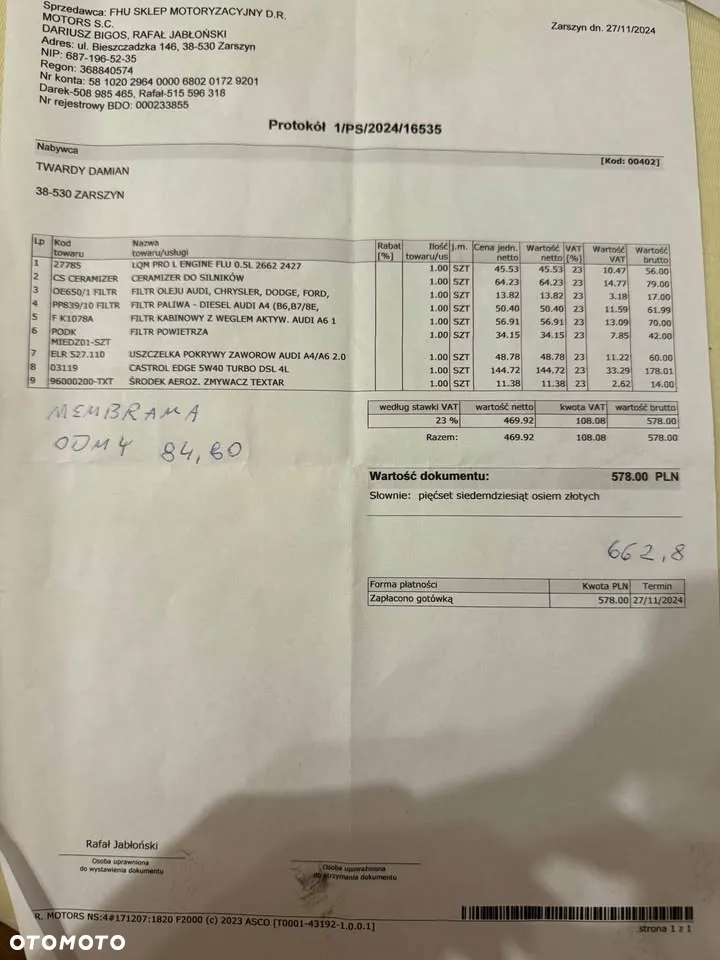 Sprzedawca: FHU SKLEP MOTORYZACYJNY D.R.
MOTORS S.C.
DARIUSZ BIGOS, RAFAŁ JABŁOŃSKI
Adres: ul. Bieszczadzka 146, 38-530 Zarszyn
NIP: 687-196-52-35
Regon: 368840574
Nr konta: 58 1020 2964 0000 6802 0172 9201
Darek-508 985 465, Rafał-515 596 318
Nr rejestrowy BDO: 000233855
Zarszyn dn. 27/11/2024
Protokół 1/PS/2024/16535
Nabywca [Kod: 00402]
TWARDY DAMIAN
38-530 ZARSZYN
Lp Kod towaru Nazwa towaru/usługi Rabat [%] Ilość towaru/us j.m. Cena jedn. netto Wartość netto VAT [%] Wartość VAT Wartość brutto
1 27785 LQM PRO L ENGINE FLU 0.5L 2662 2427 1.00 SZT 45.53 45.53 23 10.47 56.00
2 CS CERAMIZER CERAMIZER DO SILNIKÓW 1.00 SZT 64.23 64.23 23 14.77 79.00
3 OE650/1 FILTR FILTR OLEJU AUDI, CHRYSLER, DODGE, FORD, 1.00 SZT 13.82 13.82 23 3.18 17.00
4 PP839/10 FILTR FILTR PALIWA - DIESEL AUDI A4 (B6,B7/8E, 1.00 SZT 50.40 50.40 23 11.59 61.99
5 F K1078A FILTR KABINOWY Z WEGLEM AKTYW. AUDI A6 1 1.00 SZT 56.91 56.91 23 13.09 70.00
6 PODK MIEDZ01-SZT FILTR POWIETRZA 1.00 SZT 34.15 34.15 23 7.85 42.00
7 ELR 527.110 USZCZELKA POKRYWY ZAWOROW AUDI A4/A6 2.0 1.00 SZT 48.78 48.78 23 11.22 60.00
8 03119 CASTROL EDGE 5W40 TURBO DSL 4L 1.00 SZT 144.72 144.72 23 33.29 178.01
9 96000200-TXT ŚRODEK AEROZ. ZMYWACZ TEXTAR 1.00 SZT 11.38 11.38 23 2.62 14.00
według stawki VAT wartość netto kwota VAT wartość brutto
23 % 469.92 108.08 578.00
Razem: 469.92 108.08 578.00
MEMBRANA
ODMY 84,80
Wartość dokumentu: 578.00 PLN
Słownie: pięćset siedemdziesiąt osiem złotych
662,8
Forma płatności Kwota PLN Termin
Zapłacono gotówką 578.00 27/11/2024
Rafał Jabłoński
Osoba uprawniona
do wystawienia dokumentu
Osoba upoważniona
do otrzymania dokumentu
R. MOTORS NS:4#171207:1820 F2000 (c) 2023 ASCO [T0001-43192-1.0.0.1]
strona 1 z 1
OTOMOTO